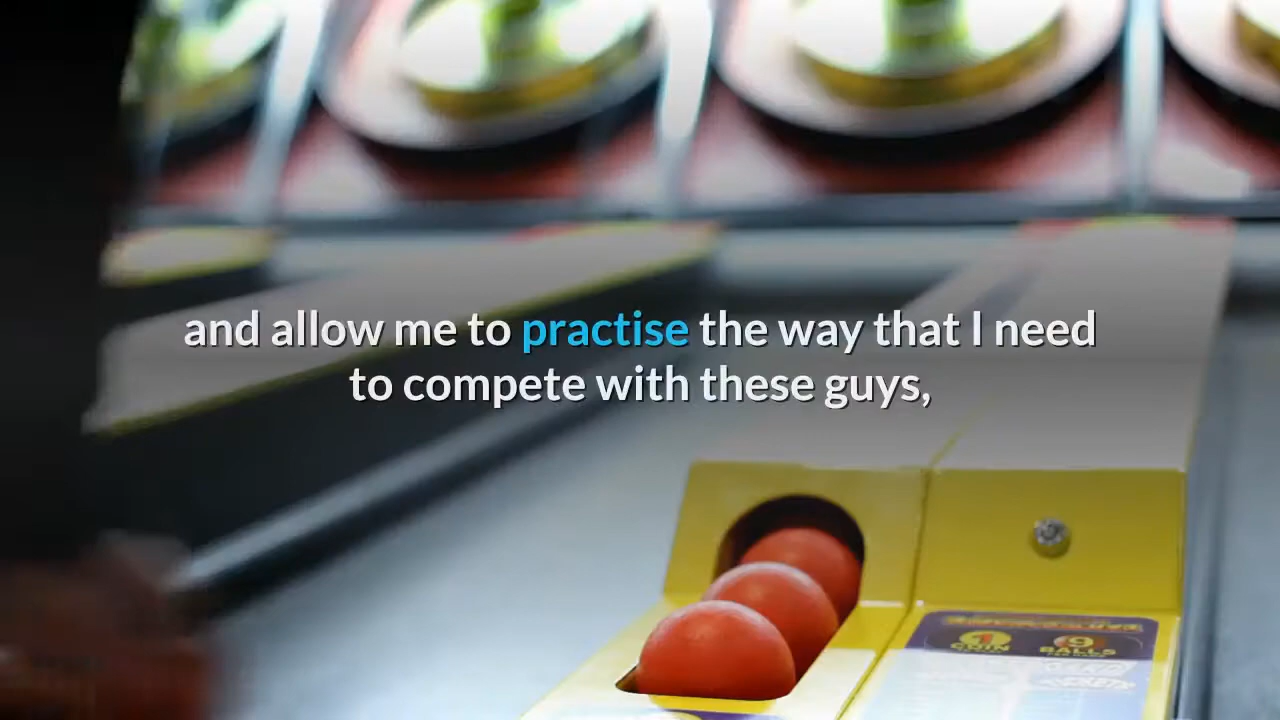 and allow me to practise the way that I need
to compete with these guys,
1 9
COIN BALLS